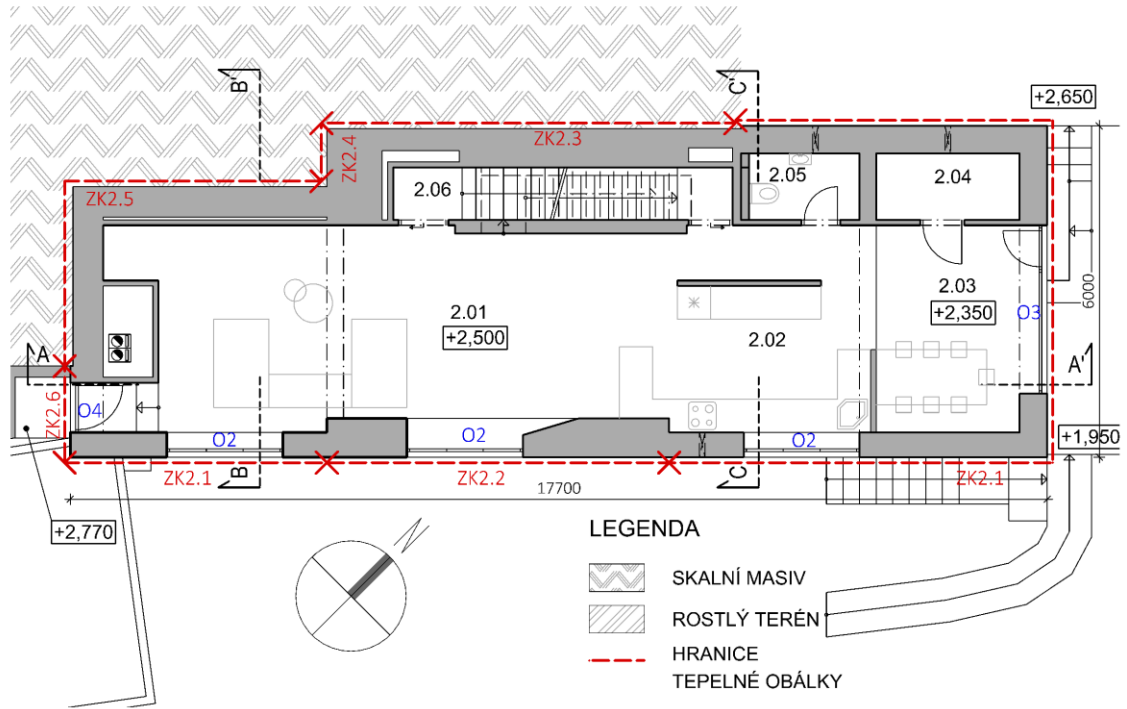 B'
C'
+2,650
ZK2.3
ZK2.4
2.05
2.04
2.06
ZK2.5
2.03
+2,350
O3
6000
2.01
+2,500
2.02
A
A'
ZK2.6
O4
O2
O2
O2
+1,950
ZK2.1
B
ZK2.2
C
ZK2.1
17700
+2,770
LEGENDA
SKALNÍ MASIV
ROSTLÝ TERÉN
HRANICE
TEPELNÉ OBÁLKY